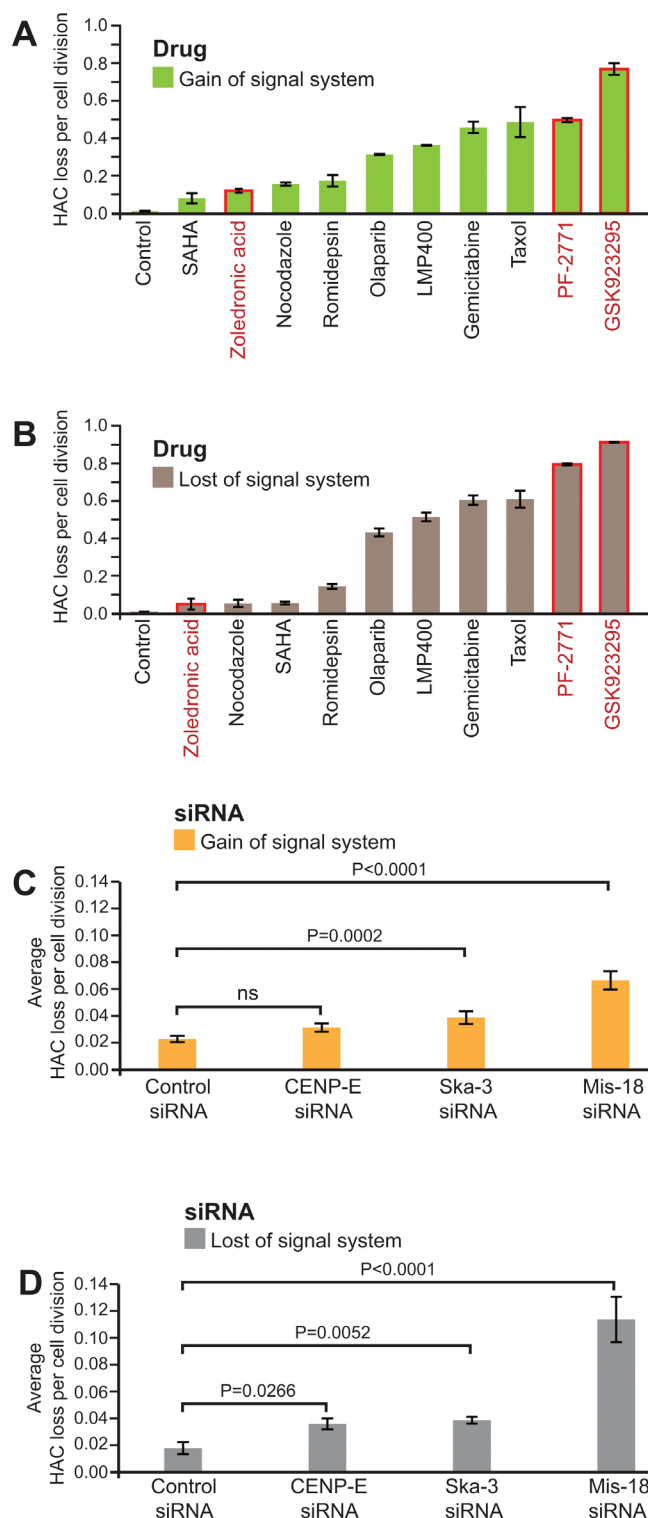 A
Drug
Gain of signal system
HAC loss per cell division
1.0
0.8
0.6
0.4
0.2
0.0
Control
SAHA
Zoledronic acid
Nocodazole
Romidepsin
Olaparib
LMP400
Gemicitabine
Taxol
PF-2771
GSK923295
B
Drug
Lost of signal system
HAC loss per cell division
1.0
0.8
0.6
0.4
0.2
0.0
Control
Zoledronic acid
Nocodazole
SAHA
Romidepsin
Olaparib
LMP400
Gemicitabine
Taxol
PF-2771
GSK923295
siRNA
Gain of signal system
C
Average
HAC loss per cell division
0.14
0.12
0.10
0.08
0.06
0.04
0.02
0.00
P<0.0001
P=0.0002
ns
Control
siRNA
CENP-E
siRNA
Ska-3
siRNA
Mis-18
siRNA
siRNA
Lost of signal system
D
Average
HAC loss per cell division
0.14
0.12
0.10
0.08
0.06
0.04
0.02
0.00
P<0.0001
P=0.0052
P=0.0266
Control
siRNA
CENP-E
siRNA
Ska-3
siRNA
Mis-18
siRNA